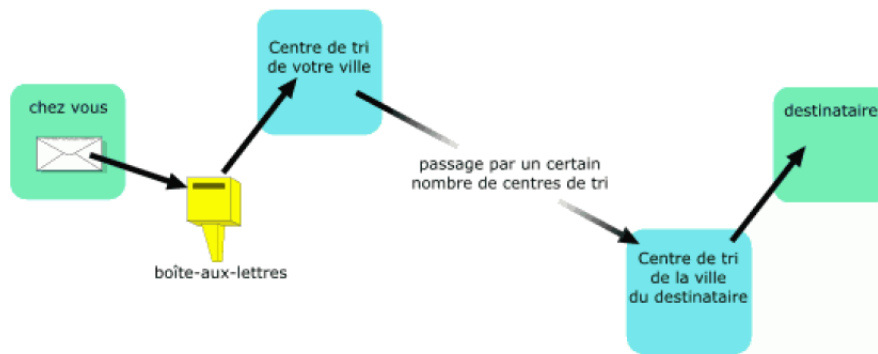 chez vous
boîte-aux-lettres
Centre de tri
de votre ville
passage par un certain
nombre de centres de tri
Centre de tri
de la ville
du destinataire
destinataire